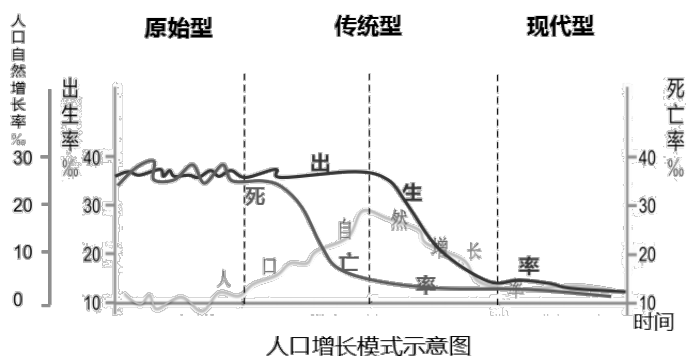 原始型 传统型 现代型
人口自然增长率‰
出生率‰
死亡率‰
30 40 40
20 30 30
10 20 20
0 10 10
出生率
死亡率
人口自然增长率
时间
人口增长模式示意图